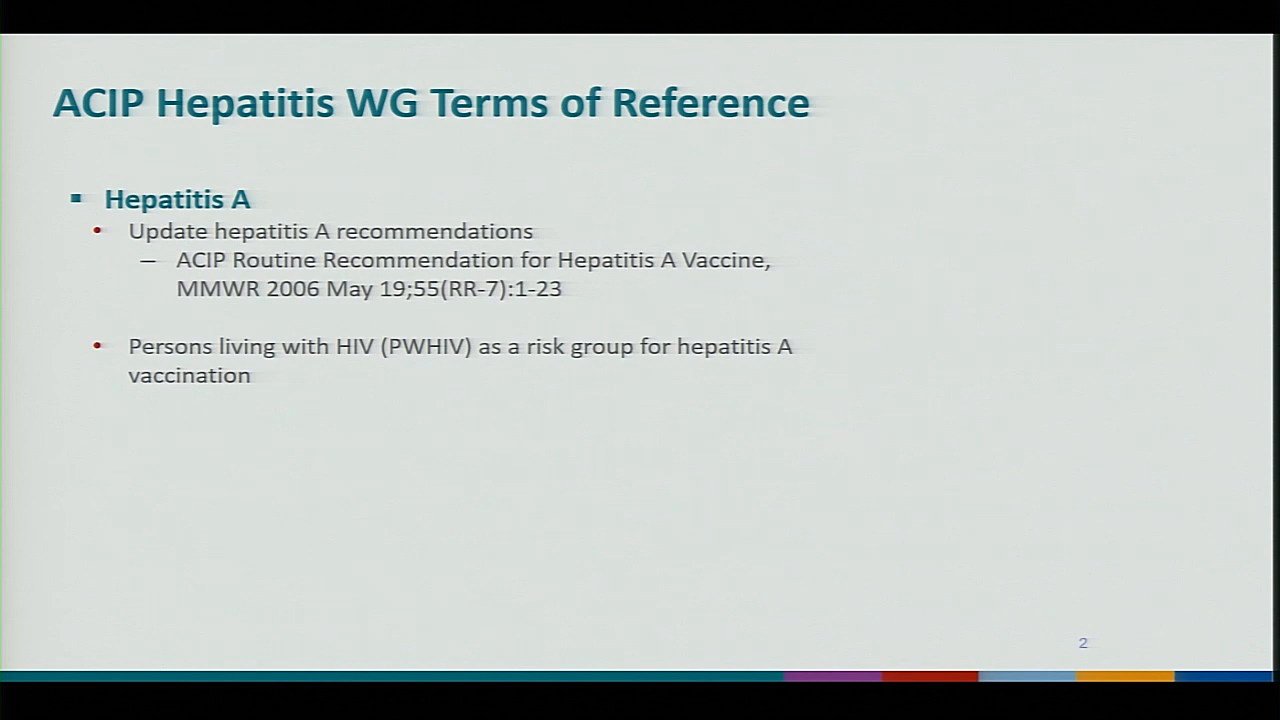 ACIP Hepatitis WG Terms of Reference
▪ Hepatitis A
• Update hepatitis A recommendations
– ACIP Routine Recommendation for Hepatitis A Vaccine,
MMWR 2006 May 19;55(RR-7):1-23
• Persons living with HIV (PWHIV) as a risk group for hepatitis A
vaccination
2